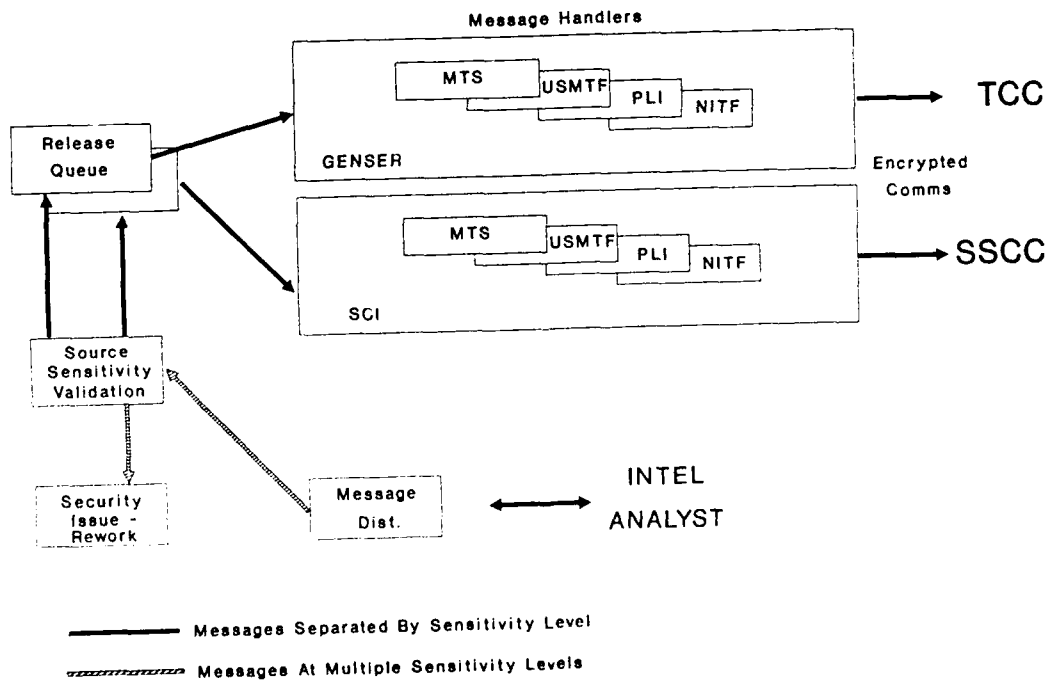 Message Handlers
MTS
USMTF
PLI
NITF
GENSER
TCC
Release
Queue
Encrypted
Comms
MTS
USMTF
PLI
NITF
SCI
SSCC
Source
Sensitivity
Validation
Security
Issue -
Rework
Message
Dist.
INTEL
ANALYST
Messages Separated By Sensitivity Level
Messages At Multiple Sensitivity Levels